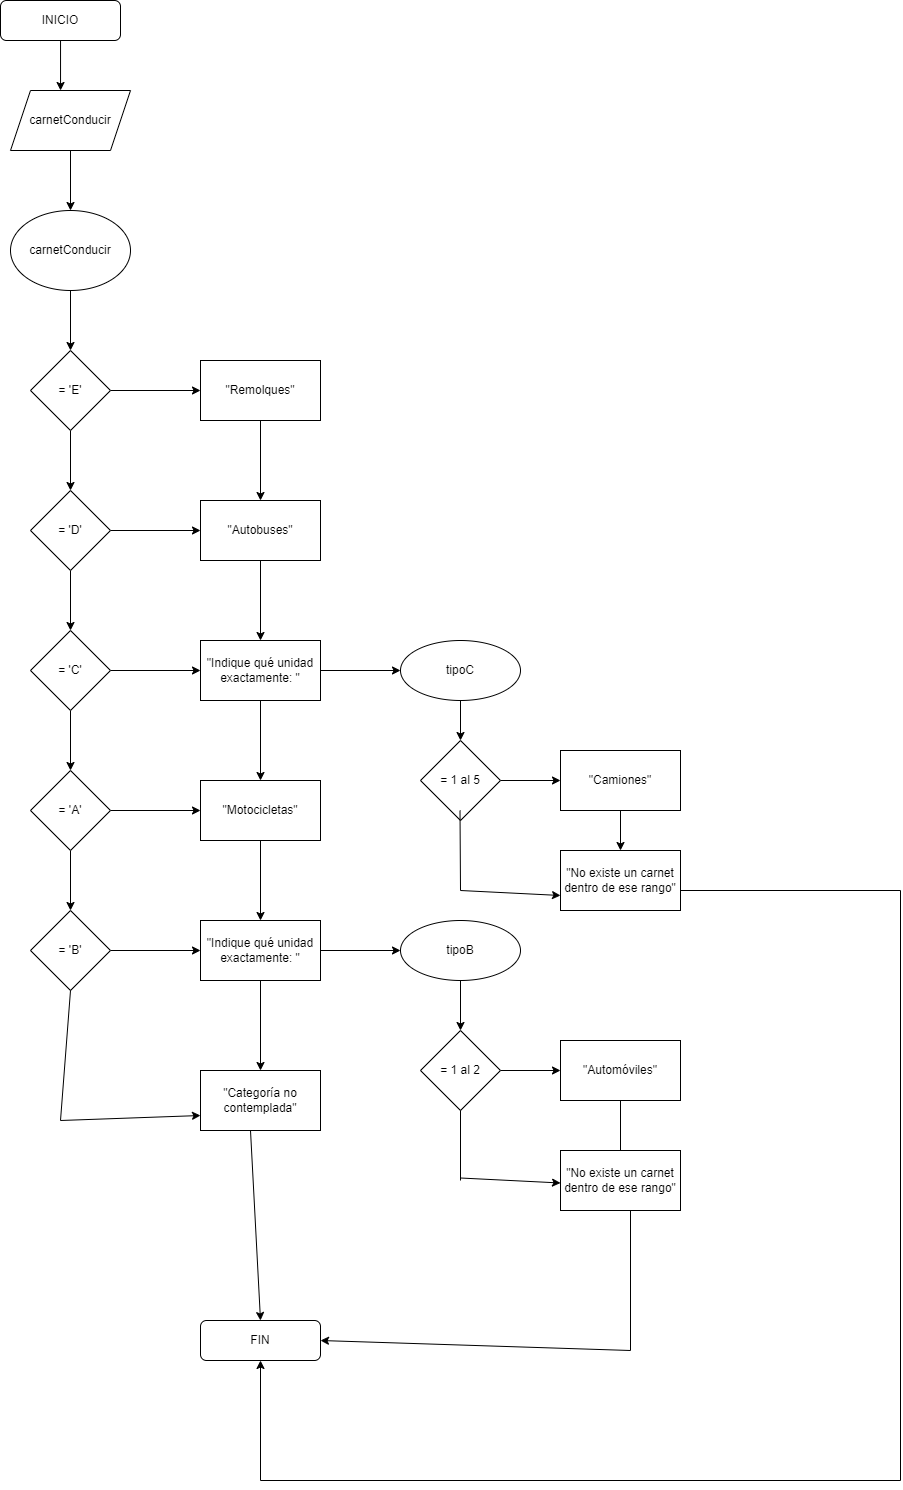 INICIO
carnetConducir
carnetConducir
= 'E'
"Remolques"
= 'D'
"Autobuses"
= 'C'
"Indique qué unidad
exactamente: "
tipoC
= 'A'
"Motocicletas"
= 1 al 5
"Camiones"
"No existe un carnet
dentro de ese rango"
= 'B'
"Indique qué unidad
exactamente: "
tipoB
= 1 al 2
"Automóviles"
"Categoría no
contemplada"
"No existe un carnet
dentro de ese rango"
FIN